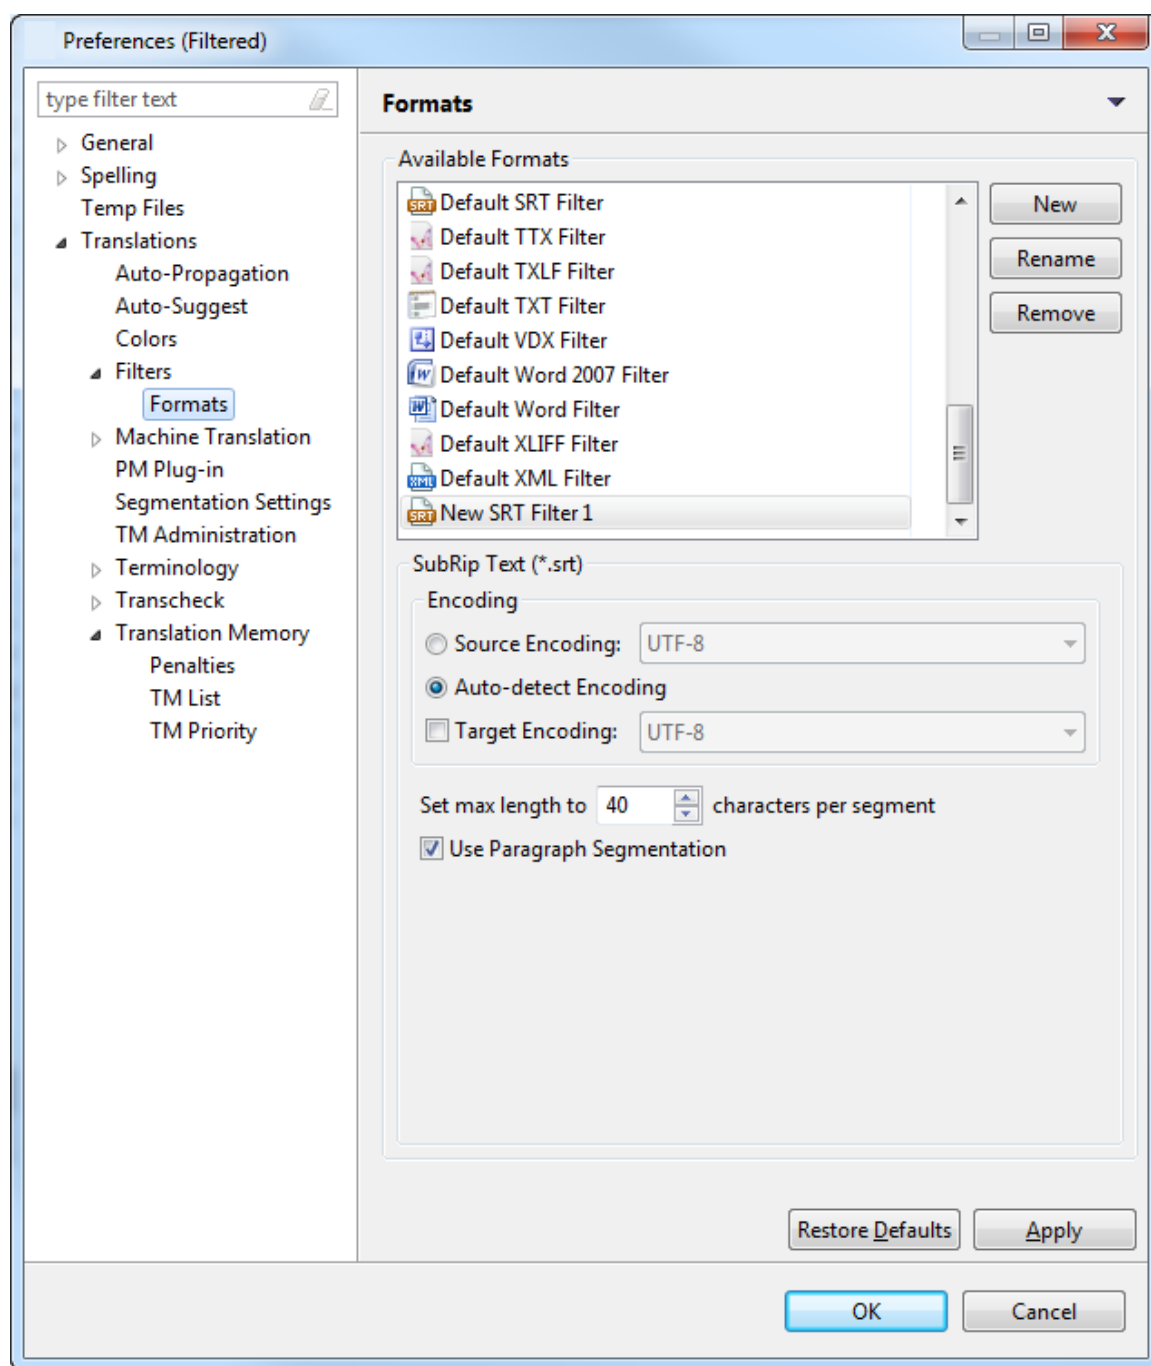 Preferences (Filtered)
type filter text
General
Spelling
Temp Files
Translations
Auto-Propagation
Auto-Suggest
Colors
Filters
Formats
Machine Translation
PM Plug-in
Segmentation Settings
TM Administration
Terminology
Transcheck
Translation Memory
Penalties
TM List
TM Priority
Formats
Available Formats
SRT Default SRT Filter
Default TTX Filter
Default TXLF Filter
Default TXT Filter
Default VDX Filter
W Default Word 2007 Filter
W Default Word Filter
Default XLIFF Filter
XML Default XML Filter
SRT New SRT Filter 1
New
Rename
Remove
SubRip Text (*.srt)
Encoding
Source Encoding: UTF-8
Auto-detect Encoding
Target Encoding: UTF-8
Set max length to 40 characters per segment
Use Paragraph Segmentation
Restore Defaults Apply
OK Cancel